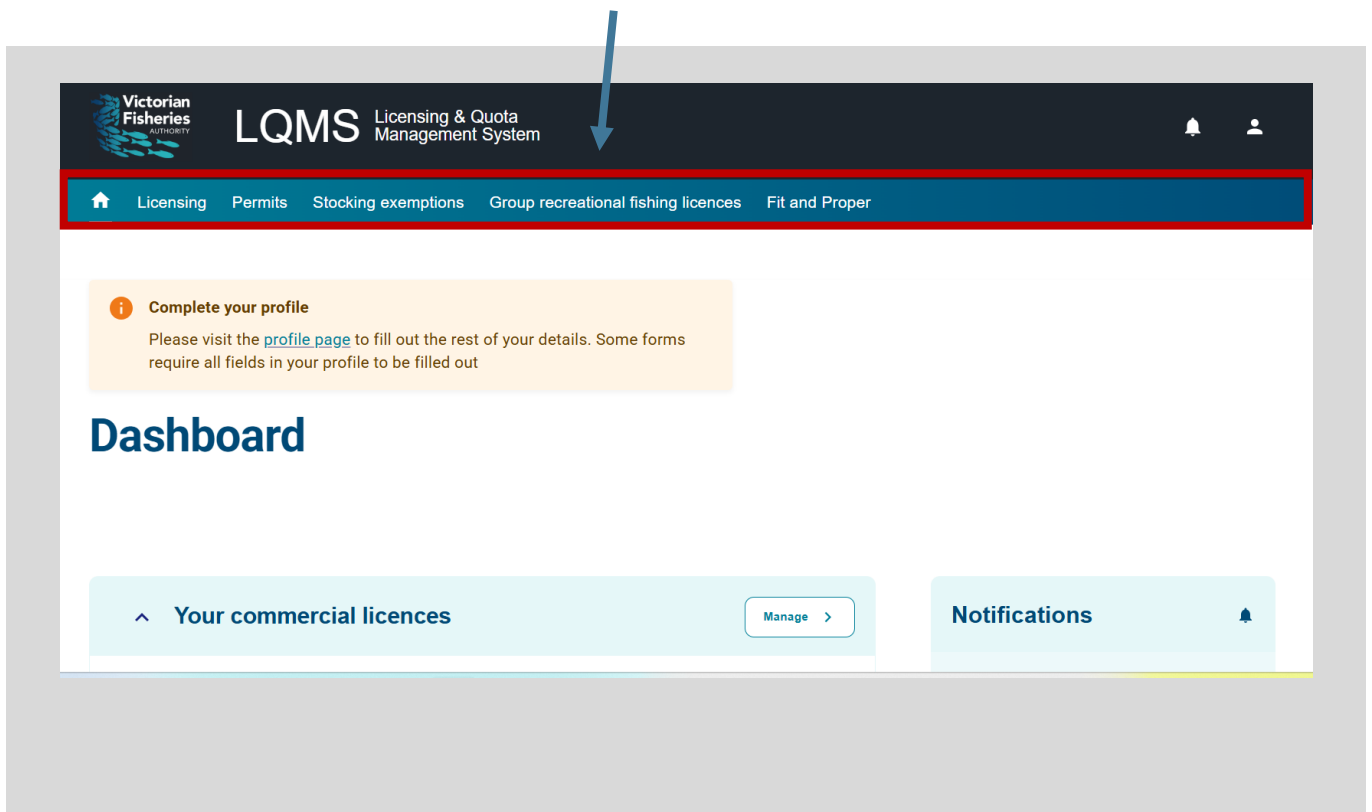 Victorian
Fisheries
AUTHORITY
LQMS
Licensing & Quota
Management System
Licensing Permits Stocking exemptions Group recreational fishing licences Fit and Proper
Complete your profile
Please visit the profile page to fill out the rest of your details. Some forms
require all fields in your profile to be filled out
Dashboard
Your commercial licences
Manage
Notifications